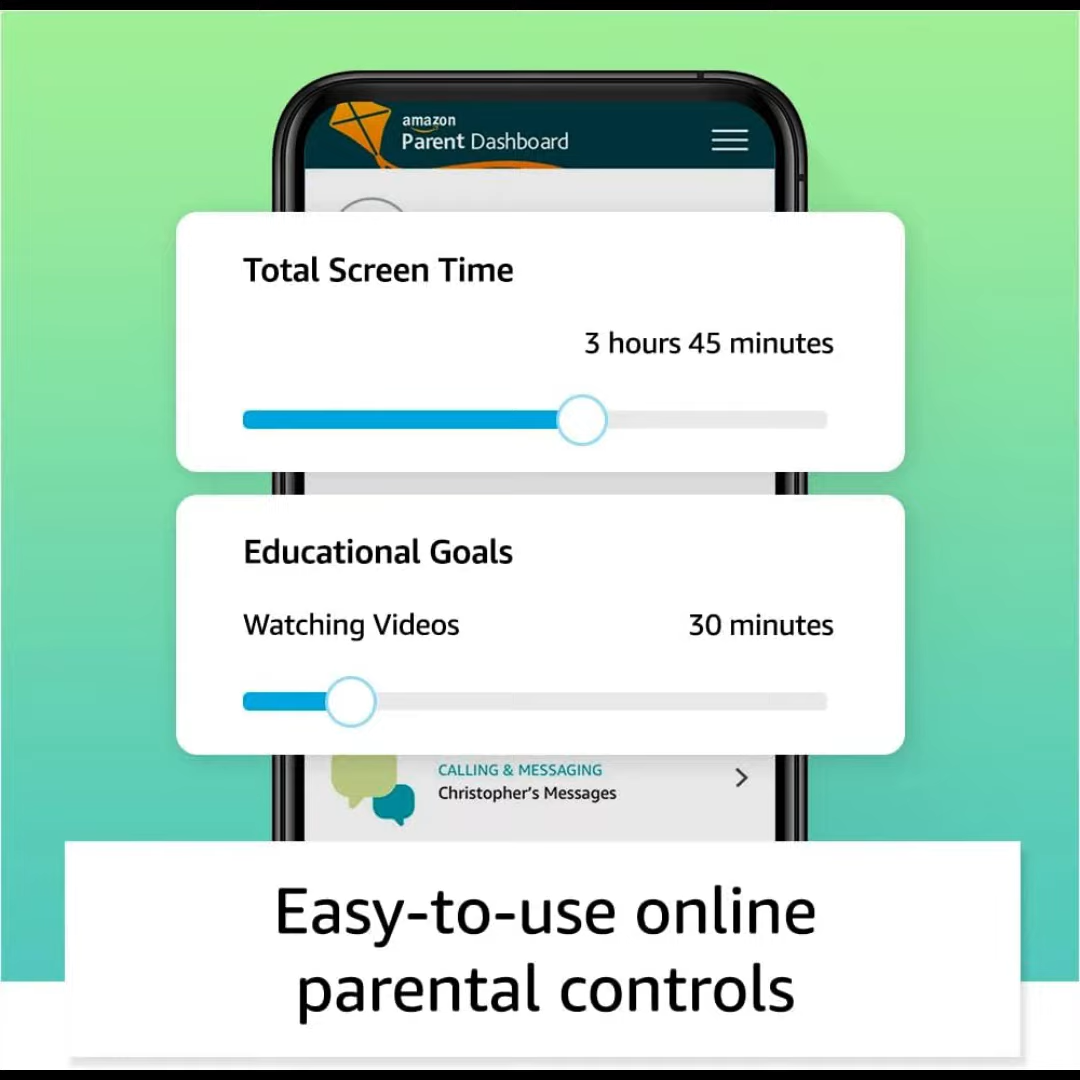 amazon
Parent Dashboard
Total Screen Time
3 hours 45 minutes
Educational Goals
Watching Videos 30 minutes
CALLING & MESSAGING
Christopher's Messages
Easy-to-use online
parental controls